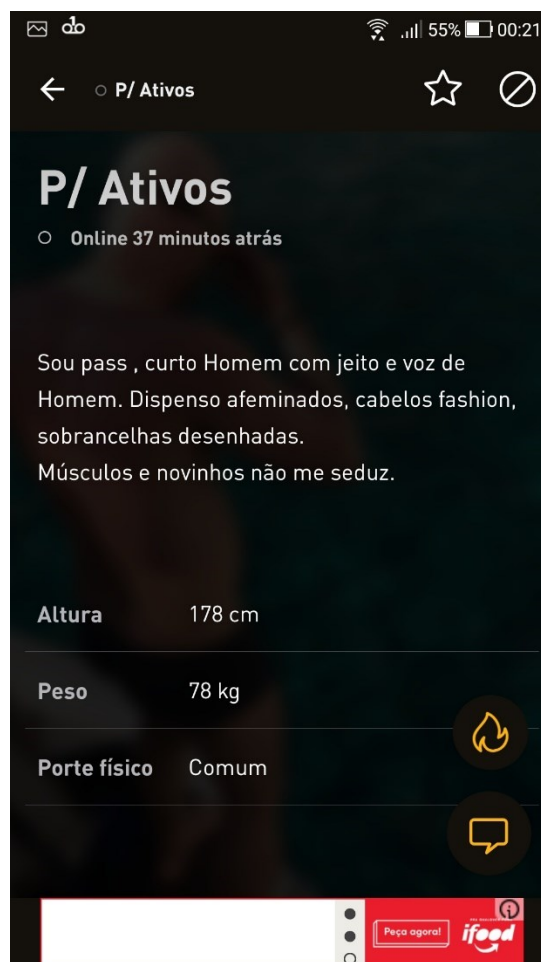 55% 00:21
P/ Ativos
P/ Ativos
Online 37 minutos atrás
Sou pass , curto Homem com jeito e voz de
Homem. Dispenso afeminados, cabelos fashion,
sobrancelhas desenhadas.
Músculos e novinhos não me seduz.
Altura 178 cm
Peso 78 kg
Porte físico Comum
Peça agora! ifood